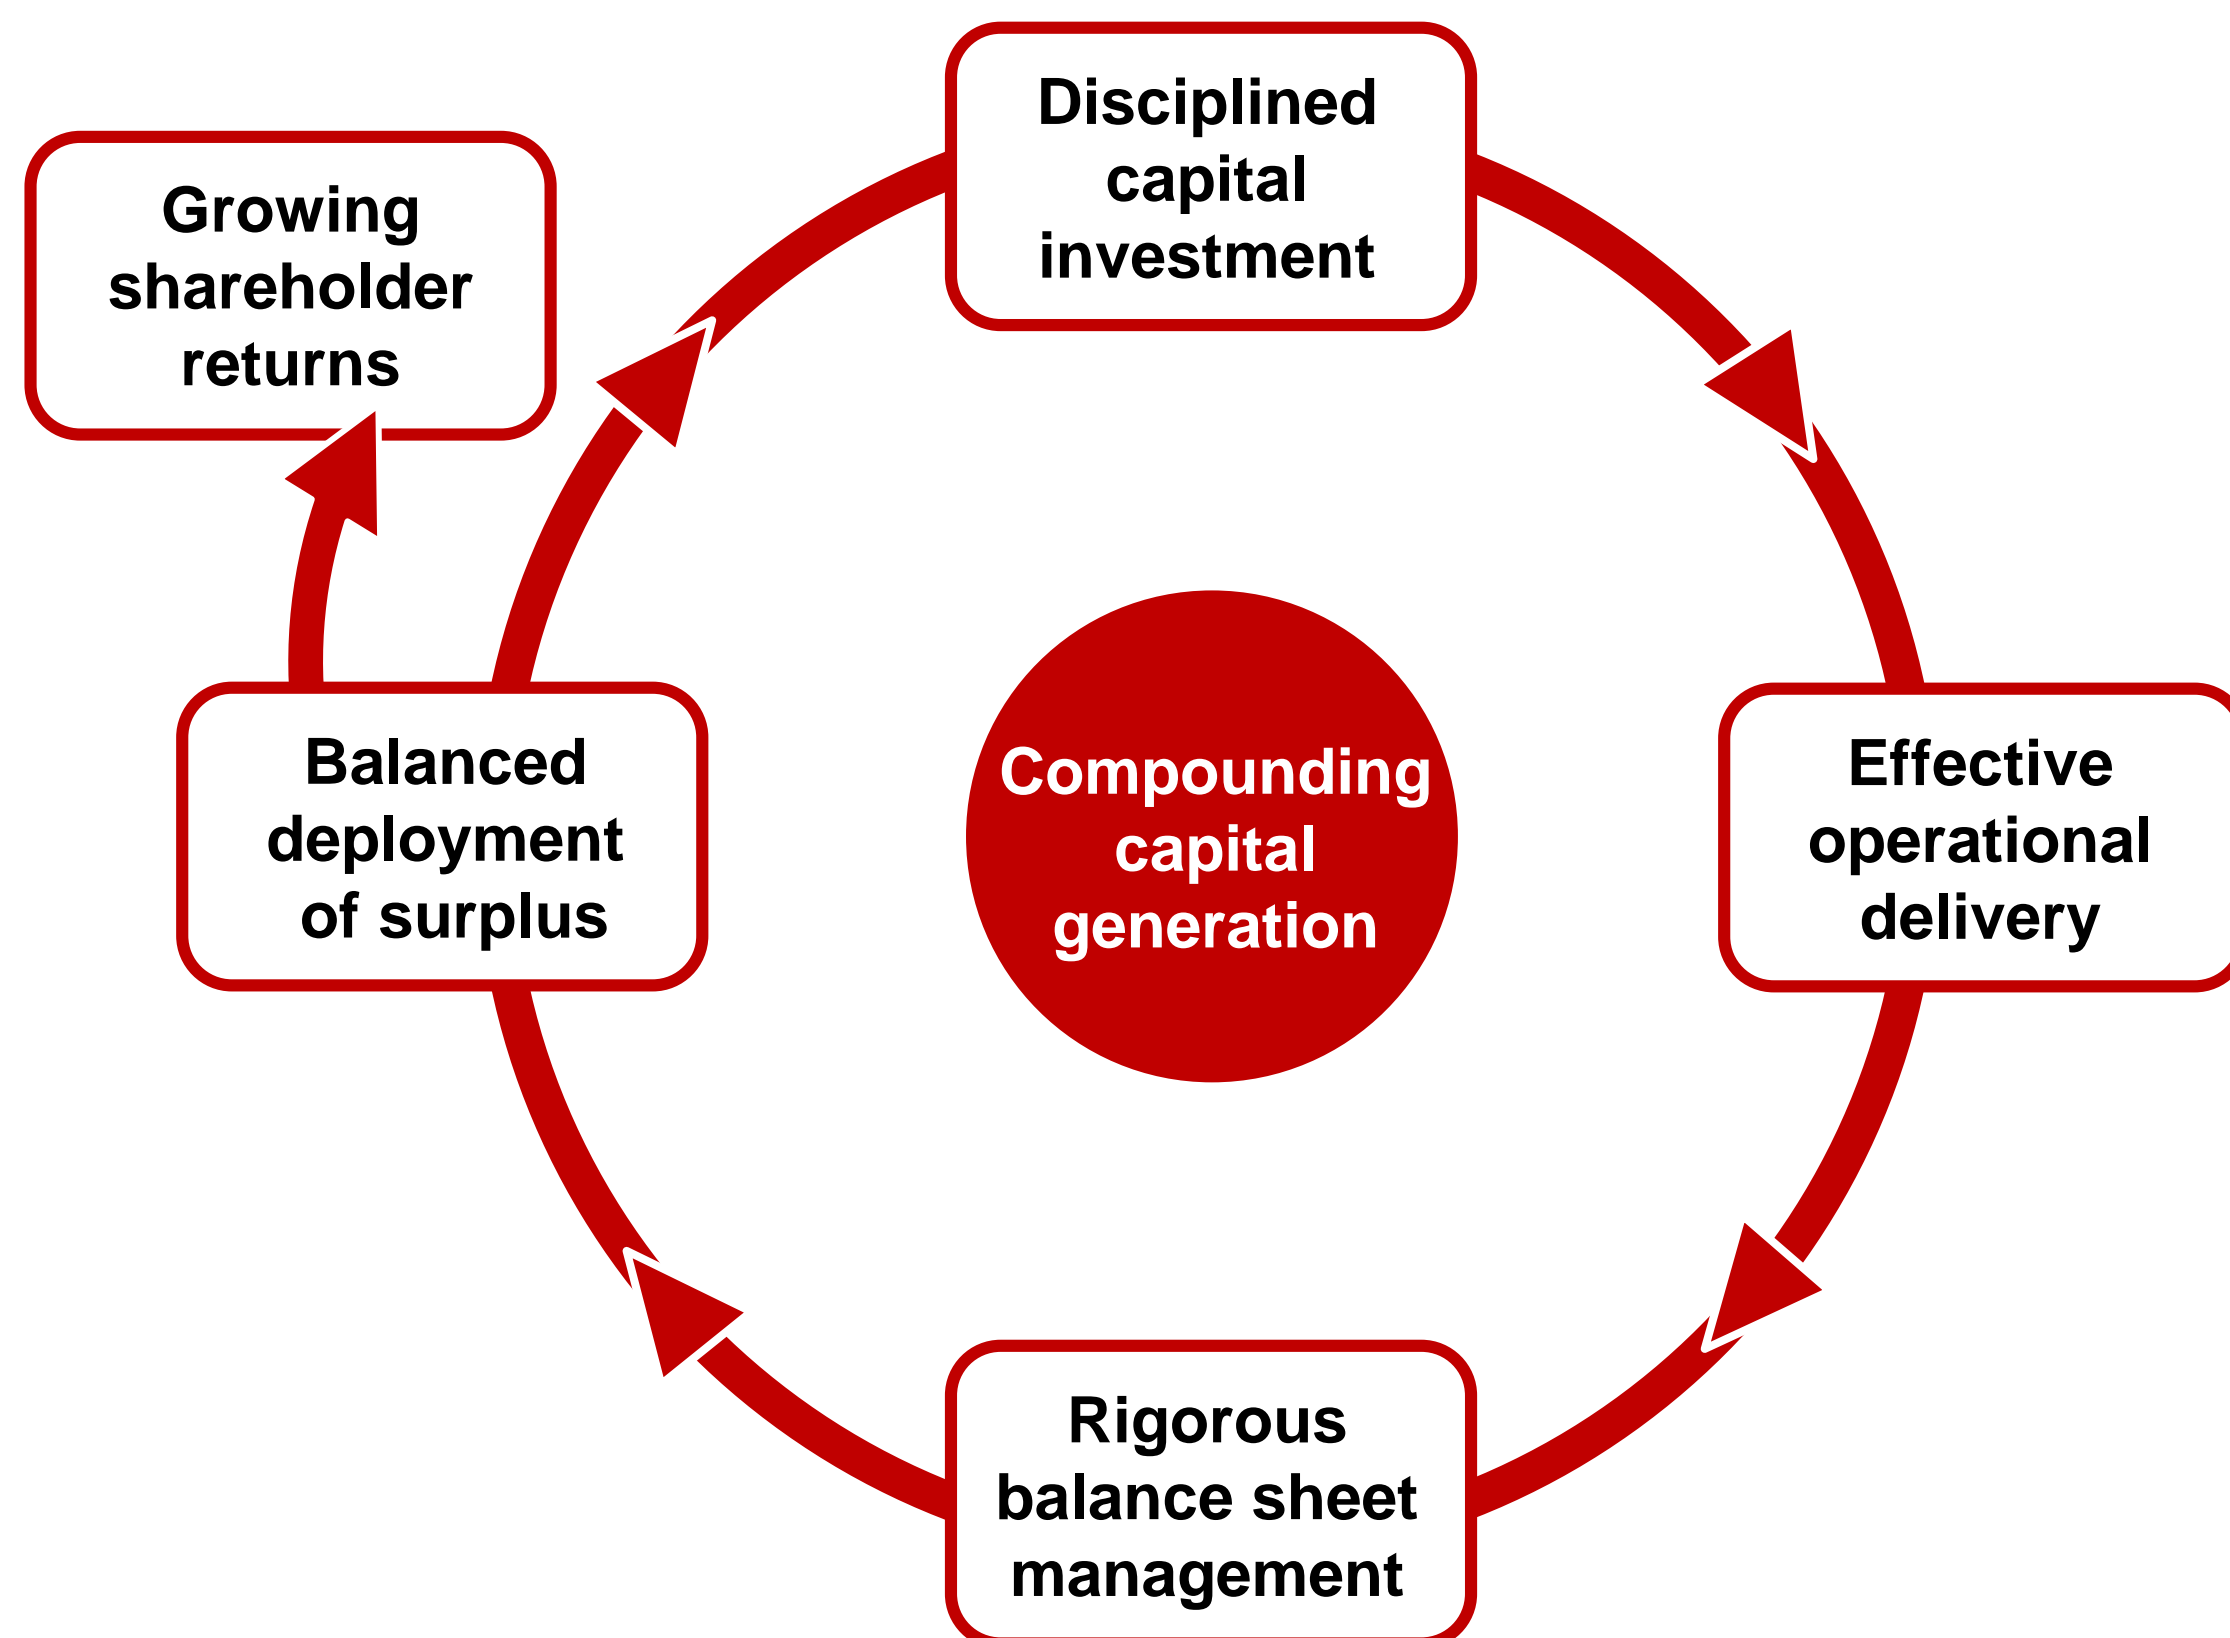 Disciplined
capital
investment
Growing
shareholder
returns
Balanced
deployment
of surplus
Compounding
capital
generation
Effective
operational
delivery
Rigorous
balance sheet
management